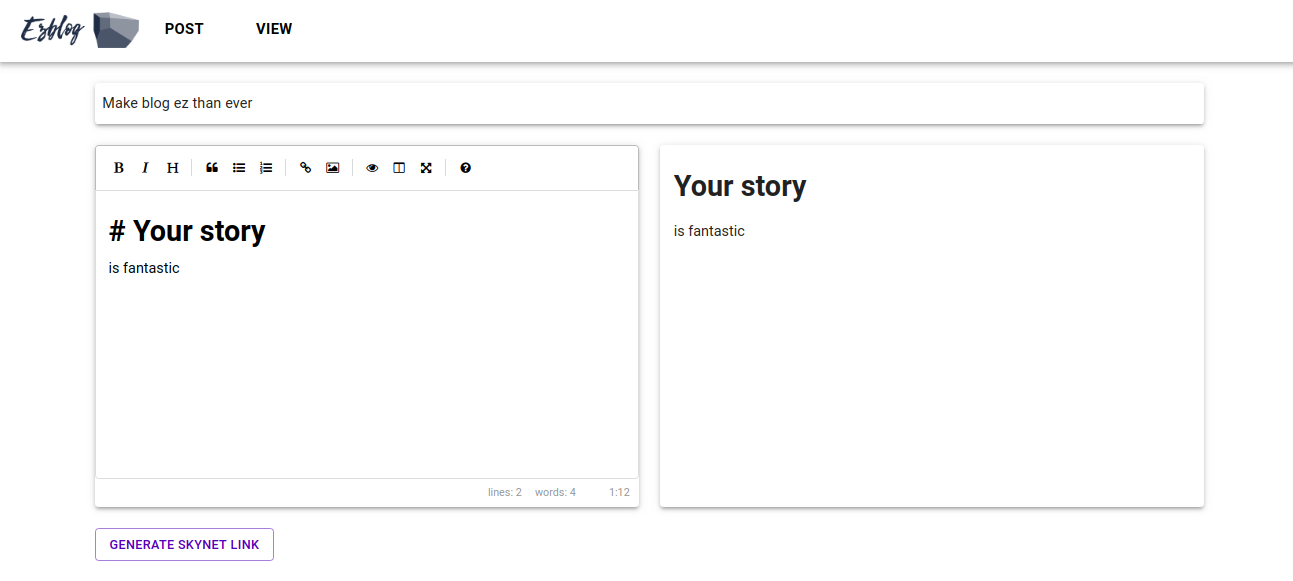 Ezblog POST VIEW
Make blog ez than ever
B I H
# Your story
is fantastic
lines: 2 words: 4 1:12
Your story
is fantastic
GENERATE SKYNET LINK